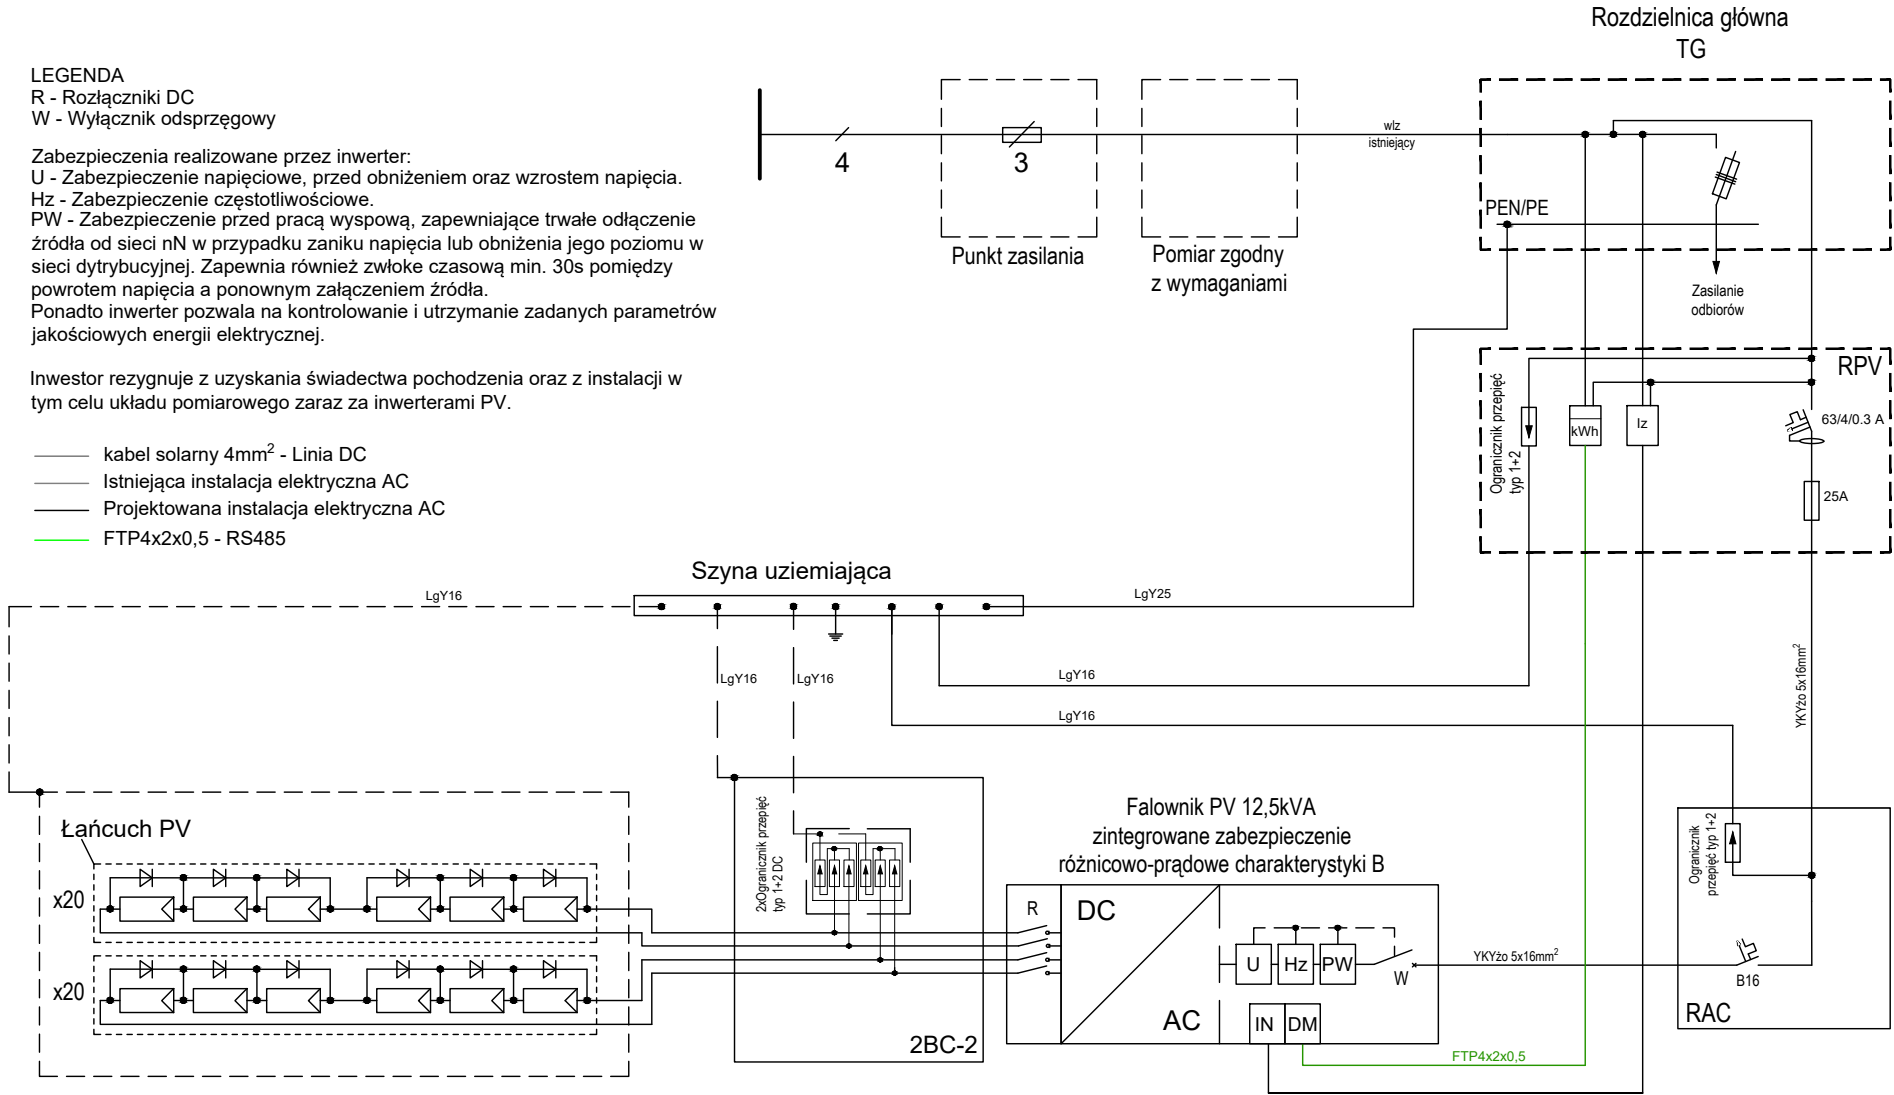 Rozdzielnica główna
TG
LEGENDA
R - Rozłączniki DC
W - Wyłącznik odsprzęgowy
Zabezpieczenia realizowane przez inwerter:
U - Zabezpieczenie napięciowe, przed obniżeniem oraz wzrostem napięcia.
Hz - Zabezpieczenie częstotliwościowe.
PW - Zabezpieczenie przed pracą wyspową, zapewniające trwałe odłączenie
źródła od sieci nN w przypadku zaniku napięcia lub obniżenia jego poziomu w
sieci dytrybucyjnej. Zapewnia również zwłoke czasową min. 30s pomiędzy
powrotem napięcia a ponownym załączeniem źródła.
Ponadto inwerter pozwala na kontrolowanie i utrzymanie zadanych parametrów
jakościowych energii elektrycznej.
Inwestor rezygnuje z uzyskania świadectwa pochodzenia oraz z instalacji w
tym celu układu pomiarowego zaraz za inwerterami PV.
kabel solarny 4mm² - Linia DC
Istniejąca instalacja elektryczna AC
Projektowana instalacja elektryczna AC
FTP4x2x0,5 - RS485
4
3
Punkt zasilania
Pomiar zgodny
z wymaganiami
wlz
istniejący
PEN/PE
Zasilanie
odbiorów
RPV
Ogranicznik przepięć
typ 1+2
kWh
Iz
63/4/0.3 A
25A
Szyna uziemiająca
LgY16
LgY25
LgY16
LgY16
LgY16
LgY16
YKYżo 5x16mm²
Łańcuch PV
x20
x20
2xOgranicznik przepięć
typ 1+2 DC
2BC-2
Falownik PV 12,5kVA
zintegrowane zabezpieczenie
różnicowo-prądowe charakterystyki B
R
DC
AC
U
Hz
PW
W
IN
DM
YKYżo 5x16mm²
FTP4x2x0,5
Ogranicznik
przepięć typ 1+2
B16
RAC